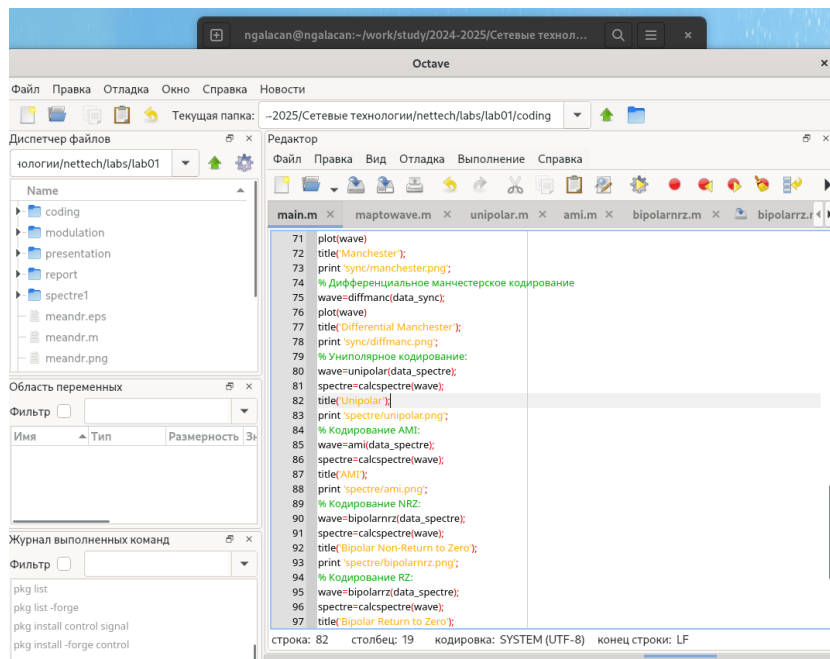 ngalacan@ngalacan:~/work/study/2024-2025/Сетевые технол...
Octave
Файл Правка Отладка Окно Справка Новости
Текущая папка: -2025/Сетевые технологии/nettech/labs/lab01/coding
Диспетчер файлов
нологии/nettech/labs/lab01
Name
coding
modulation
presentation
report
spectre1
meandr.eps
meandr.m
meandr.png
Область переменных
Фильтр
Имя Тип Размерность Зн
Журнал выполненных команд
Фильтр
pkg list
pkg list -forge
pkg install control signal
pkg install -forge control
Редактор
Файл Правка Вид Отладка Выполнение Справка
main.m maptowave.m unipolar.m ami.m bipolarnrz.m bipolarrz.r
71 plot(wave)
72 title('Manchester');
73 print 'sync/manchester.png';
74 % Дифференциальное манчестерское кодирование
75 wave=diffmanc(data_sync);
76 plot(wave)
77 title('Differential Manchester');
78 print 'sync/diffmanc.png';
79 % Униполярное кодирование:
80 wave=unipolar(data_spectre);
81 spectre=calcspectre(wave);
82 title('Unipolar');
83 print 'spectre/unipolar.png';
84 % Кодирование AMI:
85 wave=ami(data_spectre);
86 spectre=calcspectre(wave);
87 title('AMI');
88 print 'spectre/ami.png';
89 % Кодирование NRZ:
90 wave=bipolarnrz(data_spectre);
91 spectre=calcspectre(wave);
92 title('Bipolar Non-Return to Zero');
93 print 'spectre/bipolarnrz.png';
94 % Кодирование RZ:
95 wave=bipolarrz(data_spectre);
96 spectre=calcspectre(wave);
97 title('Bipolar Return to Zero');
строка: 82 столбец: 19 кодировка: SYSTEM (UTF-8) конец строки: LF